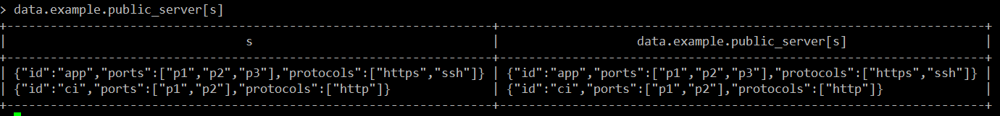 > data.example.public_server[s]
+-------------------------------------------------------------------+-------------------------------------------------------------------+
| s | data.example.public_server[s] |
+-------------------------------------------------------------------+-------------------------------------------------------------------+
| {"id":"app","ports":["p1","p2","p3"],"protocols":["https","ssh"]} | {"id":"app","ports":["p1","p2","p3"],"protocols":["https","ssh"]} |
| {"id":"ci","ports":["p1","p2"],"protocols":["http"]} | {"id":"ci","ports":["p1","p2"],"protocols":["http"]} |
+-------------------------------------------------------------------+-------------------------------------------------------------------+